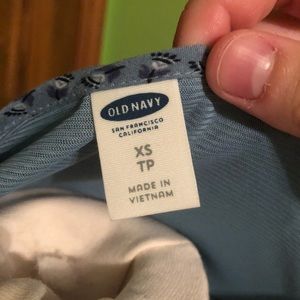 OLD NAVY
SAN FRANCISCO
CALIFORNIA
XS
TP
MADE IN
VIETNAM